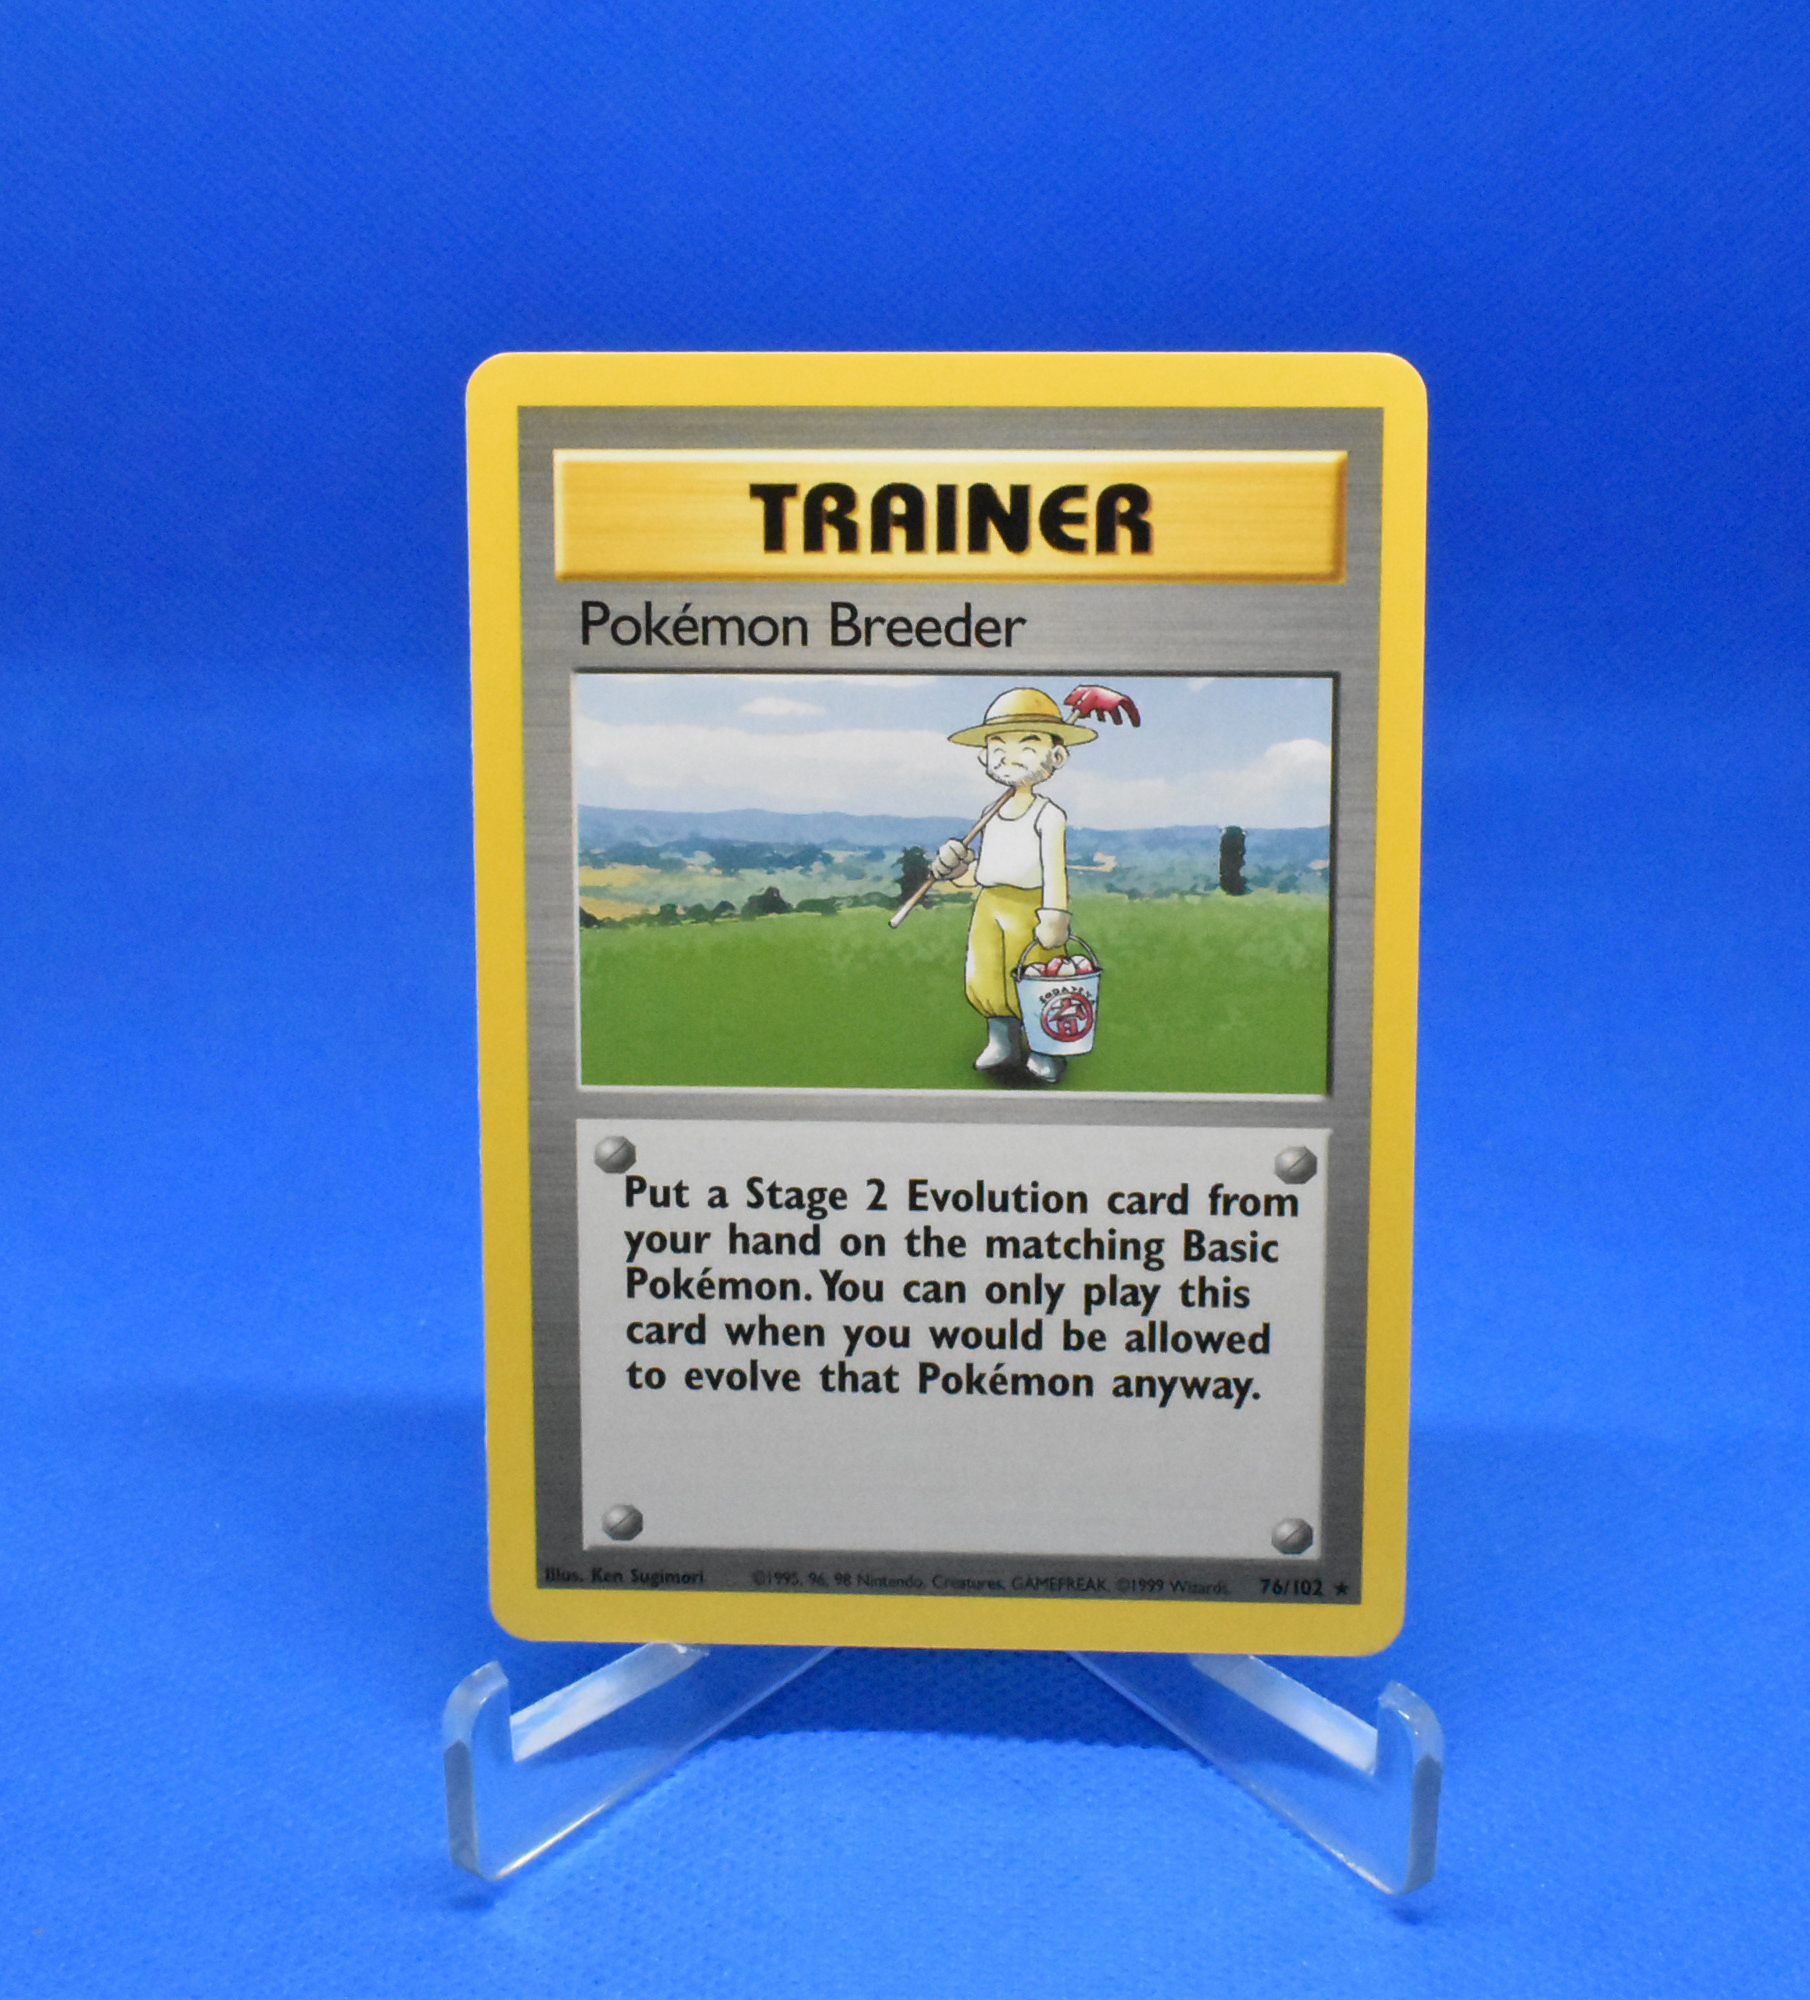 TRAINER
Pokémon Breeder
Put a Stage 2 Evolution card from
your hand on the matching Basic
Pokémon. You can only play this
card when you would be allowed
to evolve that Pokémon anyway.
Illus. Ken Sugimori ©1995, 96, 98 Nintendo, Creatures, GAMEFREAK. ©1999 Wizards. 76/102 ★